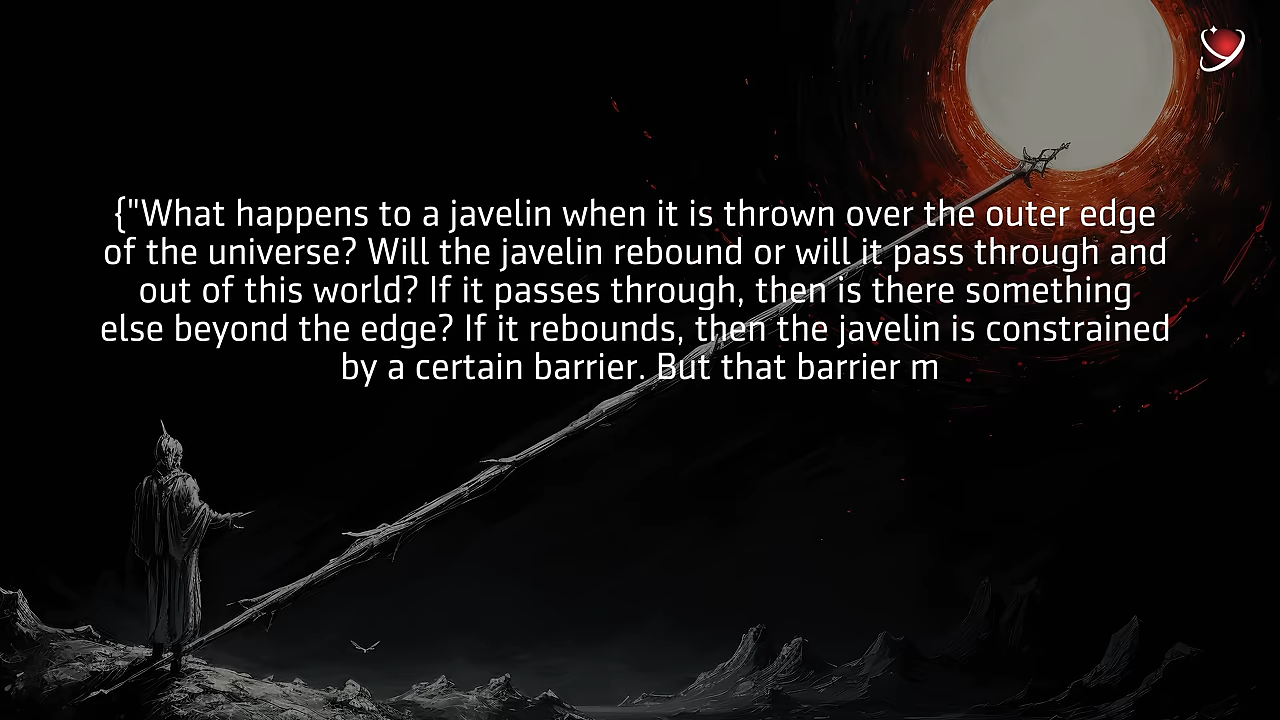 {"What happens to a javelin when it is thrown over the outer edge
of the universe? Will the javelin rebound or will it pass through and
out of this world? If it passes through, then is there something
else beyond the edge? If it rebounds, then the javelin is constrained
by a certain barrier. But that barrier m